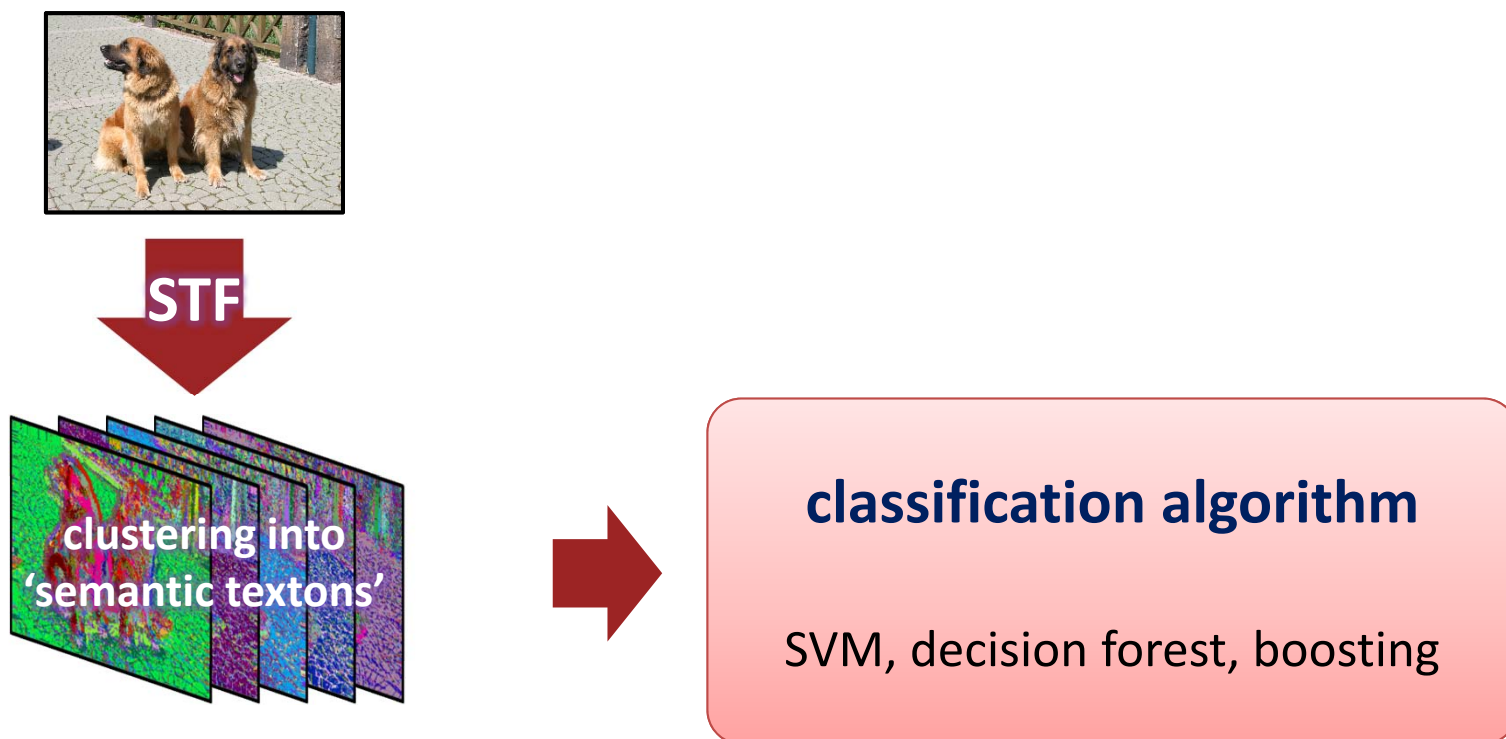 STF
clustering into
‘semantic textons’
classification algorithm
SVM, decision forest, boosting